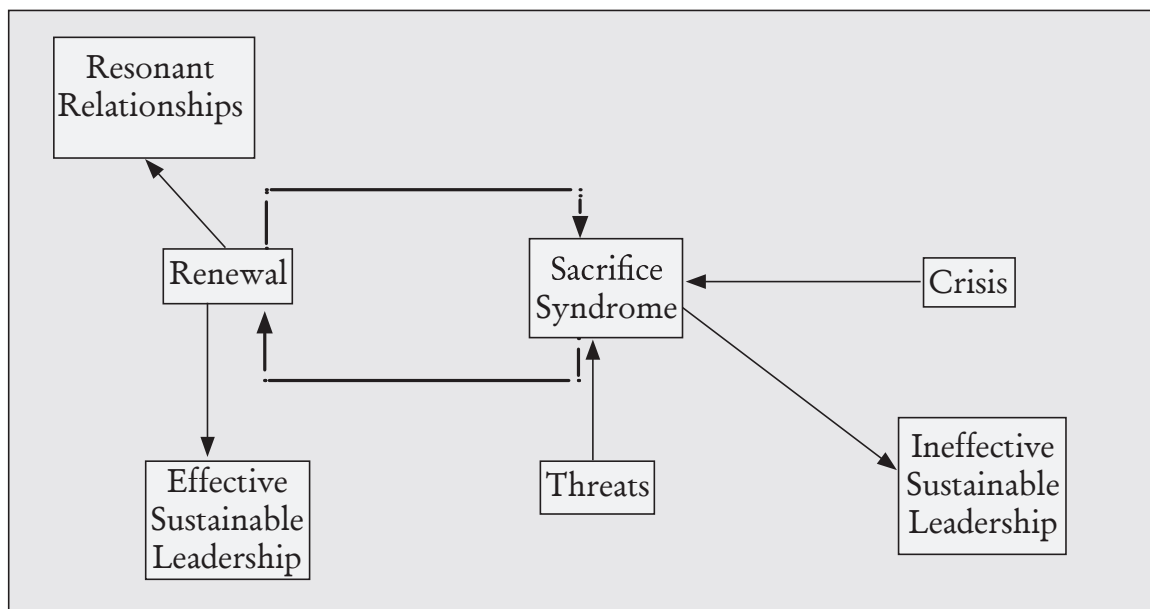 Resonant
Relationships
Renewal
Sacrifice
Syndrome
Crisis
Effective
Sustainable
Leadership
Threats
Ineffective
Sustainable
Leadership